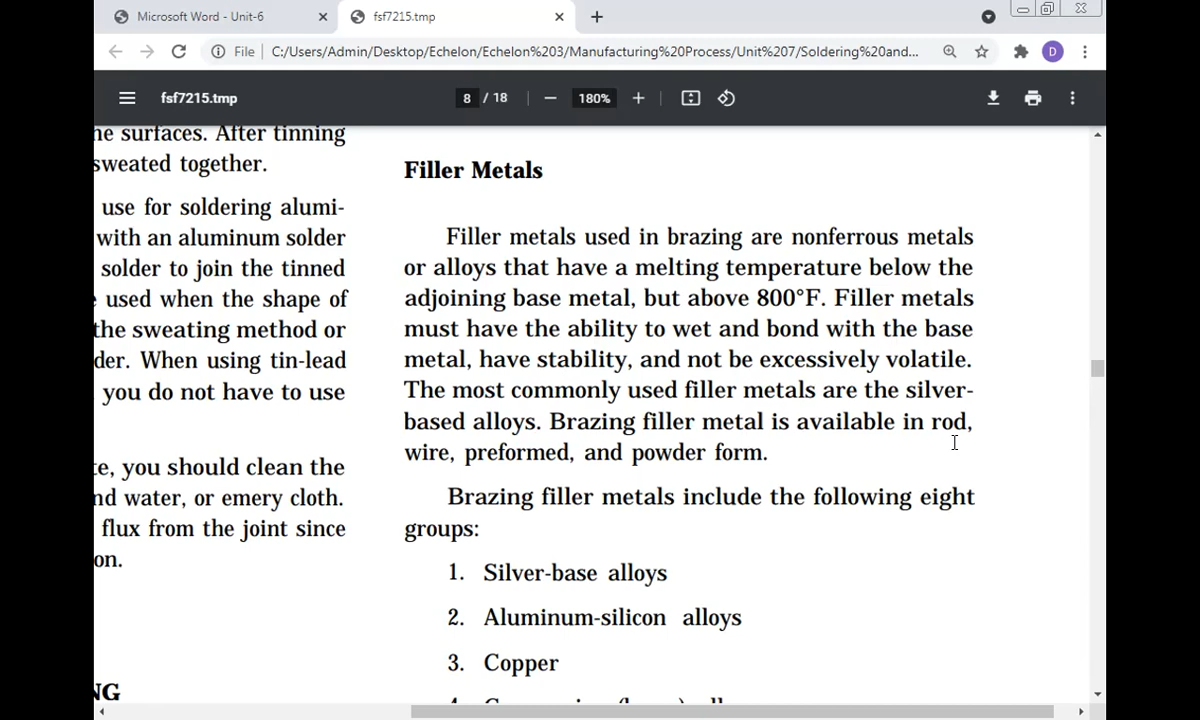 Microsoft Word - Unit-6
fsf7215.tmp
File
C:/Users/Admin/Desktop/Echelon/Echelon%203/Manufacturing%20Process/Unit%207/Soldering%20and...
D
fsf7215.tmp
8 / 18
180%
he surfaces. After tinning
sweated together.
use for soldering alumi-
with an aluminum solder
solder to join the tinned
used when the shape of
the sweating method or
der. When using tin-lead
you do not have to use
te, you should clean the
nd water, or emery cloth.
flux from the joint since
on.
NG
Filler Metals
Filler metals used in brazing are nonferrous metals
or alloys that have a melting temperature below the
adjoining base metal, but above 800°F. Filler metals
must have the ability to wet and bond with the base
metal, have stability, and not be excessively volatile.
The most commonly used filler metals are the silver-
based alloys. Brazing filler metal is available in rod,
wire, preformed, and powder form.
Brazing filler metals include the following eight
groups:
1. Silver-base alloys
2. Aluminum-silicon alloys
3. Copper